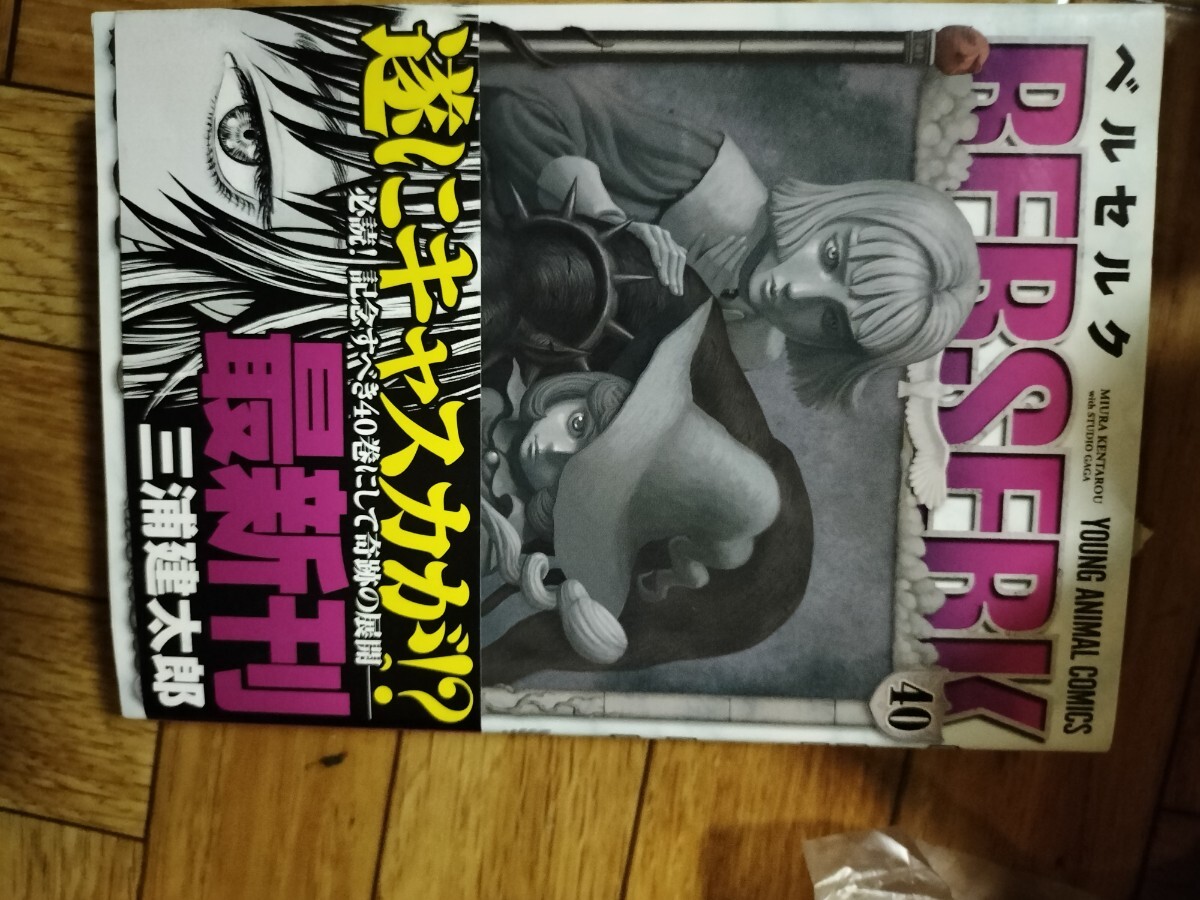 ベルセルク
BERSERK
MIURA KENTAROU
with STUDIO GAGA
YOUNG ANIMAL COMICS
40
遂にキャスカが!?
必読!記念すべき40巻にして奇跡の展開――。
最新刊
三浦建太郎